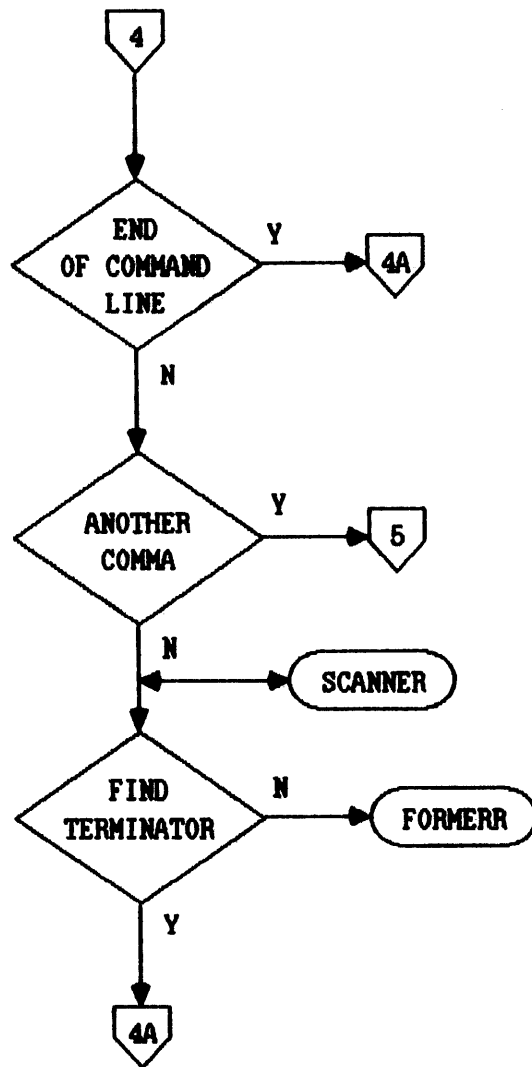 4
END
OF COMMAND
LINE
Y
4A
N
ANOTHER
COMMA
Y
5
N
SCANNER
FIND
TERMINATOR
N
FORMERR
Y
4A